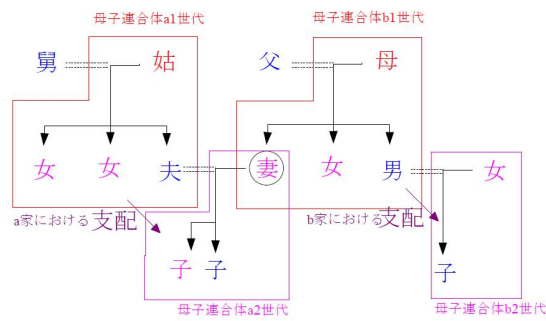 母子連合体a1世代
母子連合体b1世代
舅
姑
父
母
女
女
夫
妻
女
男
女
a家における支配
b家における支配
子
子
子
母子連合体a2世代
母子連合体b2世代